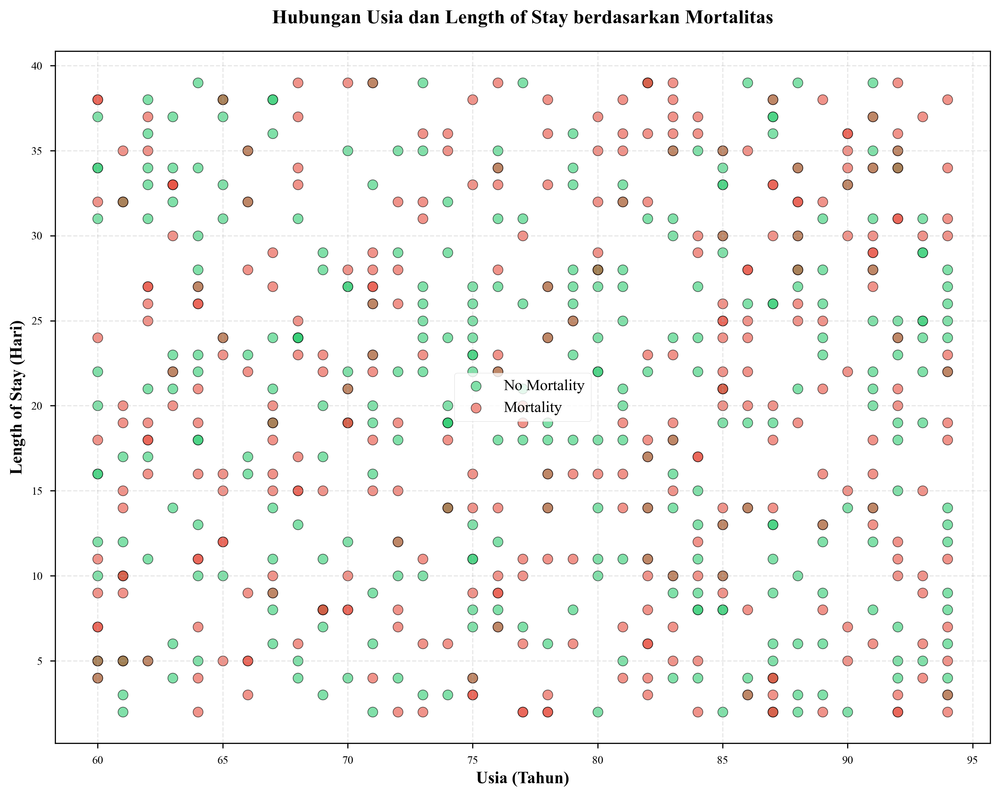 Hubungan Usia dan Length of Stay berdasarkan Mortalitas
40
35
30
25
20
15
10
5
Length of Stay (Hari)
No Mortality
Mortality
60 65 70 75 80 85 90 95
Usia (Tahun)